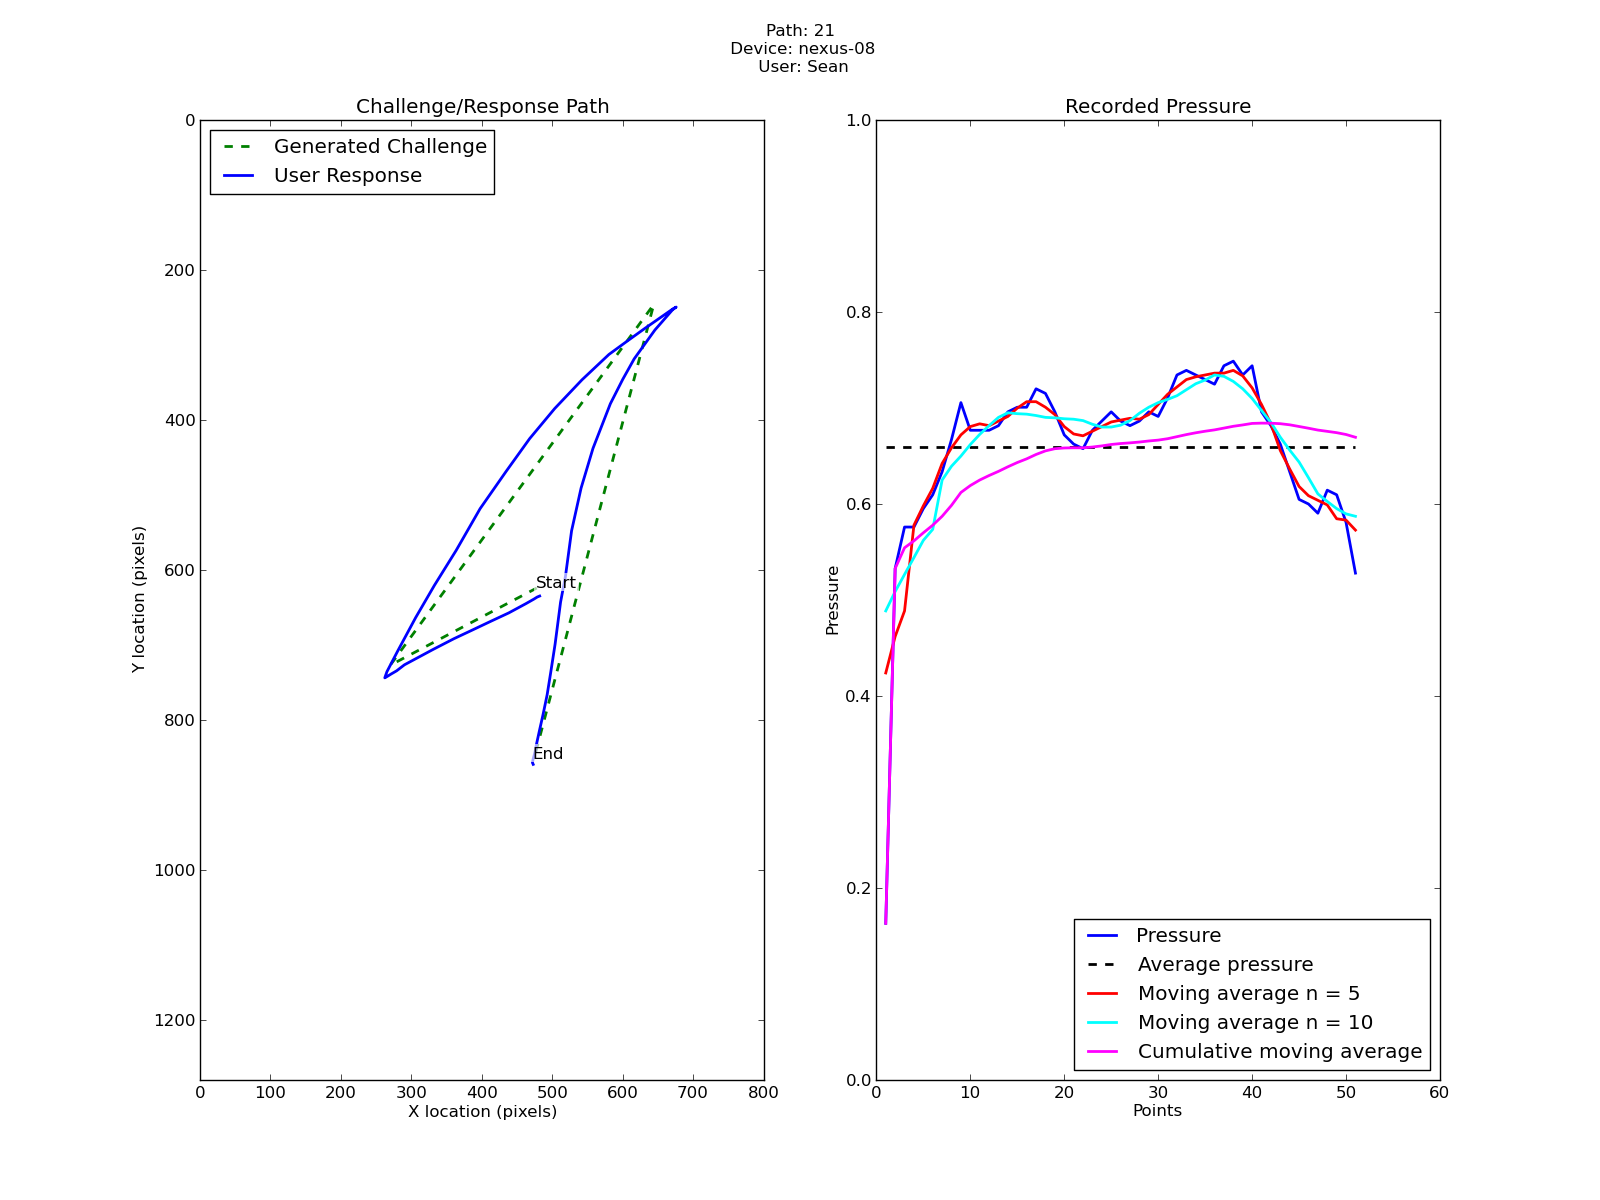 Path: 21
Device: nexus-08
User: Sean
Challenge/Response Path
Generated Challenge
User Response
0
200
400
600
800
1000
1200
Y location (pixels)
Start
End
0 100 200 300 400 500 600 700 800
X location (pixels)
Recorded Pressure
1.0
0.8
0.6
0.4
0.2
0.0
Pressure
Pressure
Average pressure
Moving average n = 5
Moving average n = 10
Cumulative moving average
0 10 20 30 40 50 60
Points